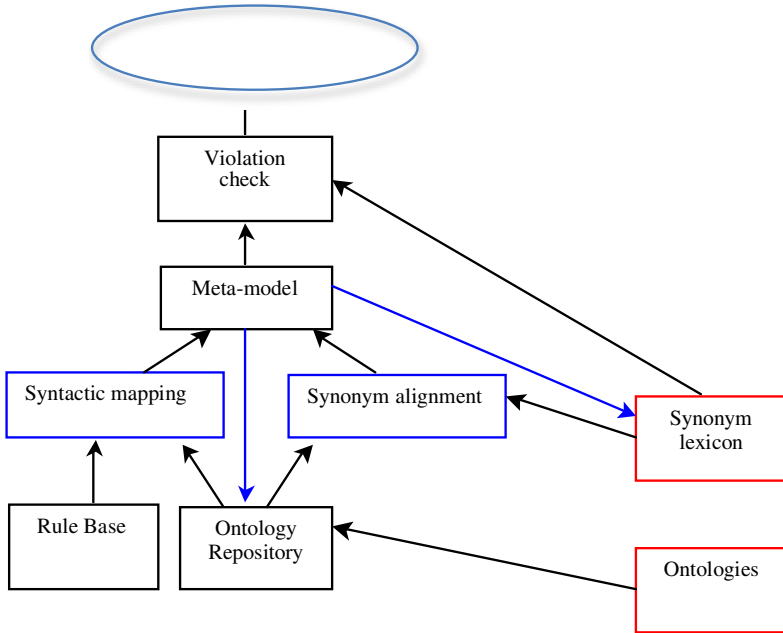 Violation
check
Meta-model
Syntactic mapping
Synonym alignment
Synonym
lexicon
Rule Base
Ontology
Repository
Ontologies